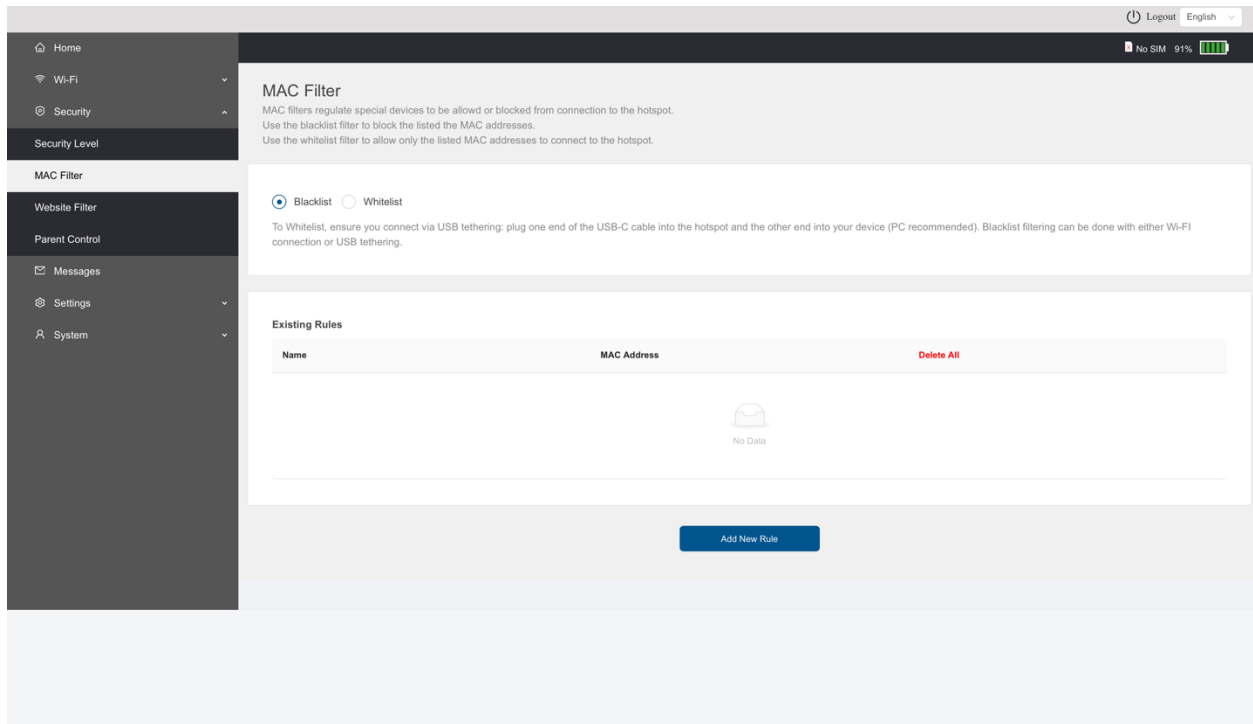 Logout English
Home
No SIM 91%
Wi-Fi
MAC Filter
Security
MAC filters regulate special devices to be allowd or blocked from connection to the hotspot.
Use the blacklist filter to block the listed the MAC addresses.
Use the whitelist filter to allow only the listed MAC addresses to connect to the hotspot.
Security Level
MAC Filter
Website Filter
Parent Control
Messages
Settings
System
Blacklist Whitelist
To Whitelist, ensure you connect via USB tethering: plug one end of the USB-C cable into the hotspot and the other end into your device (PC recommended). Blacklist filtering can be done with either Wi-FI
connection or USB tethering.
Existing Rules
Name MAC Address Delete All
No Data
Add New Rule